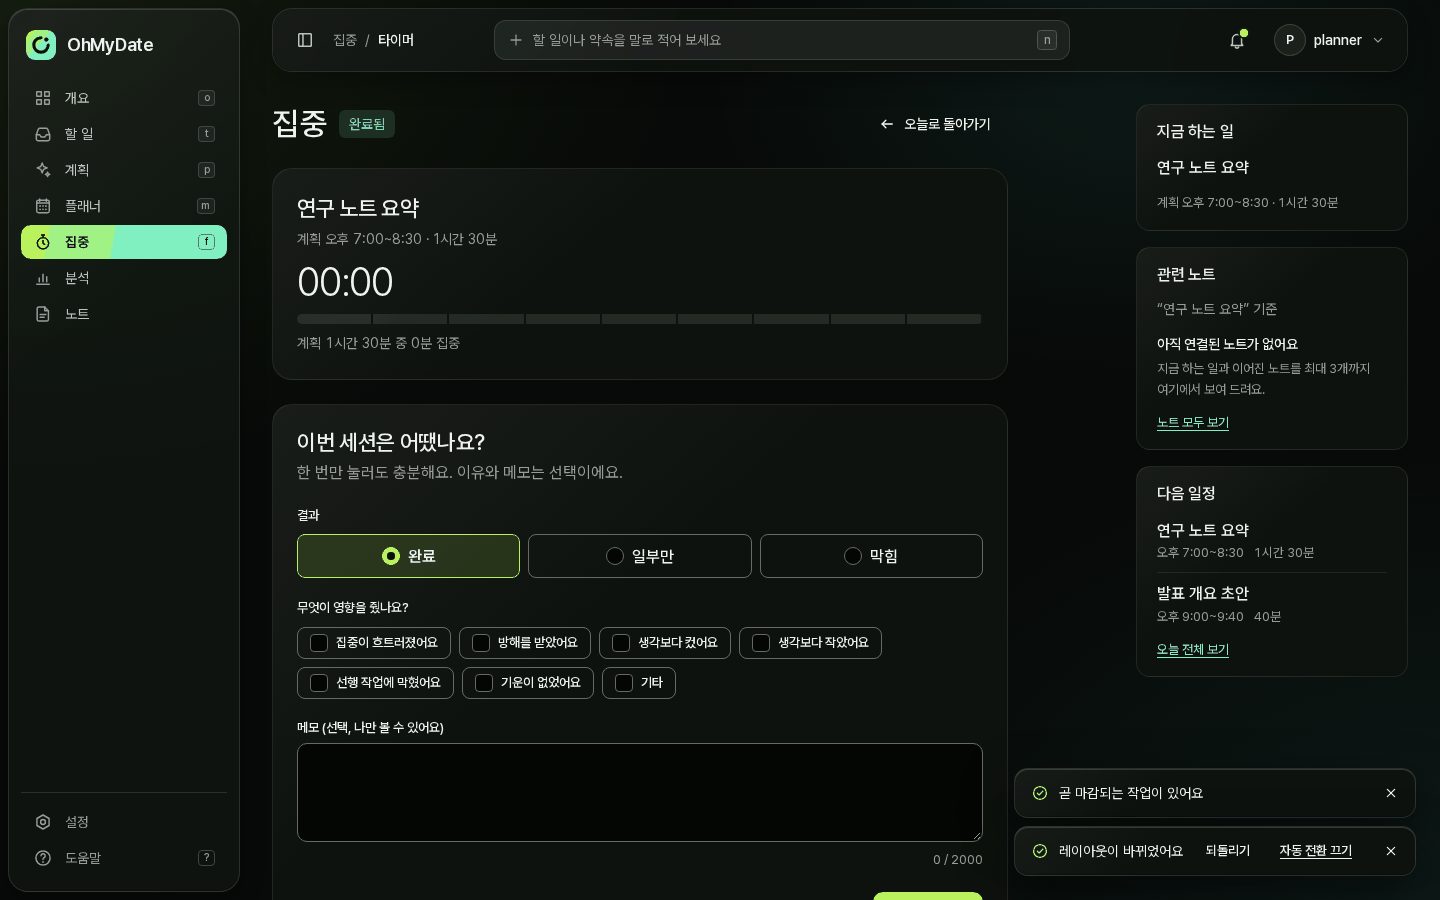 OhMyDate
개요
o
할 일
t
계획
p
플래너
m
집중
f
분석
노트
설정
도움말
?
집중 / 타이머
할 일이나 약속을 말로 적어 보세요
n
P
planner
집중
완료됨
오늘로 돌아가기
연구 노트 요약
계획 오후 7:00~8:30 · 1시간 30분
00:00
계획 1시간 30분 중 0분 집중
이번 세션은 어땠나요?
한 번만 눌러도 충분해요. 이유와 메모는 선택이에요.
결과
완료
일부만
막힘
무엇이 영향을 줬나요?
집중이 흐트러졌어요
방해를 받았어요
생각보다 컸어요
생각보다 작았어요
선행 작업에 막혔어요
기운이 없었어요
기타
메모 (선택, 나만 볼 수 있어요)
0 / 2000
지금 하는 일
연구 노트 요약
계획 오후 7:00~8:30 · 1시간 30분
관련 노트
“연구 노트 요약” 기준
아직 연결된 노트가 없어요
지금 하는 일과 이어진 노트를 최대 3개까지
여기에서 보여 드려요.
노트 모두 보기
다음 일정
연구 노트 요약
오후 7:00~8:30 1시간 30분
발표 개요 초안
오후 9:00~9:40 40분
오늘 전체 보기
곧 마감되는 작업이 있어요
레이아웃이 바뀌었어요 되돌리기 자동 전환 끄기